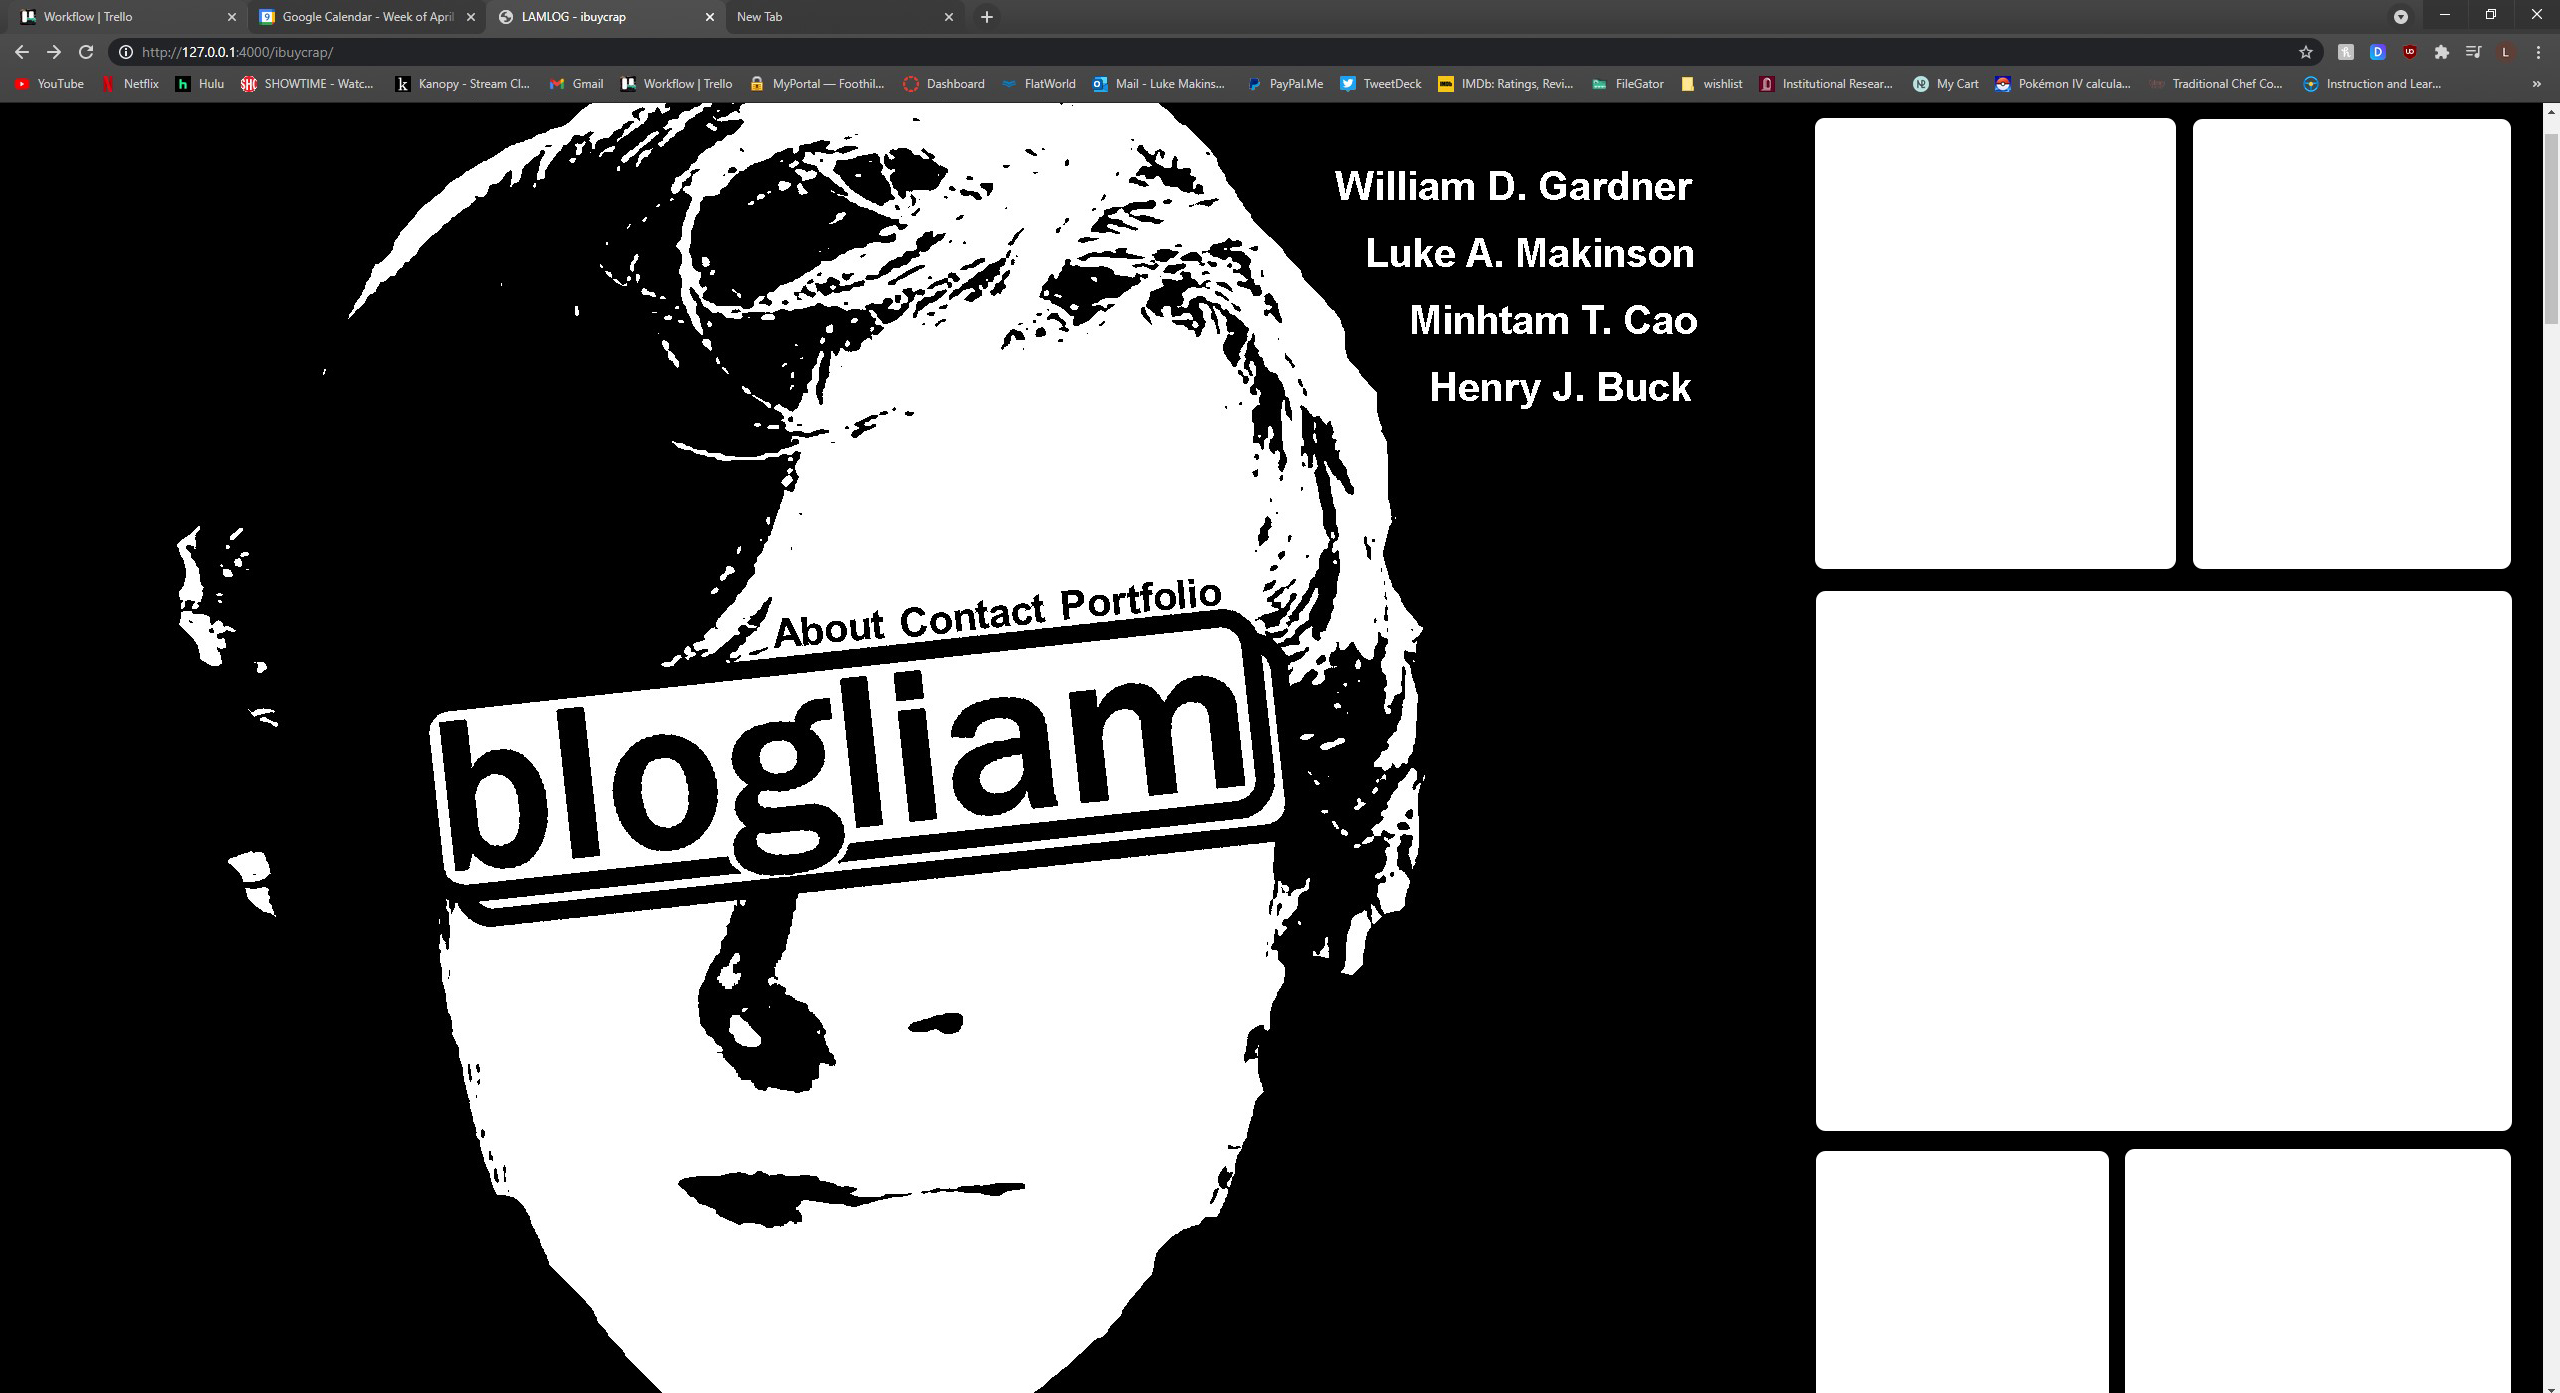 Workflow | Trello
Google Calendar - Week of April
LAMLOG - ibuycrap
New Tab
http://127.0.0.1:4000/ibuycrap/
YouTube
Netflix
Hulu
SHOWTIME - Watc...
Kanopy - Stream Cl...
Gmail
Workflow | Trello
MyPortal — Foothil...
Dashboard
FlatWorld
Mail - Luke Makins...
PayPal.Me
TweetDeck
IMDb: Ratings, Revi...
FileGator
wishlist
Institutional Resear...
My Cart
Pokémon IV calcula...
Traditional Chef Co...
Instruction and Lear...
William D. Gardner
Luke A. Makinson
Minhtam T. Cao
Henry J. Buck
About Contact Portfolio
blogliam